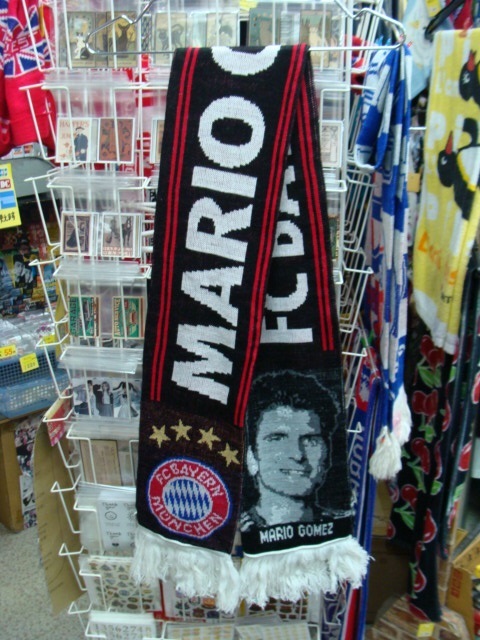 MARIO G
FC BA
FC BAYERN
MÜNCHEN
MARIO GOMEZ